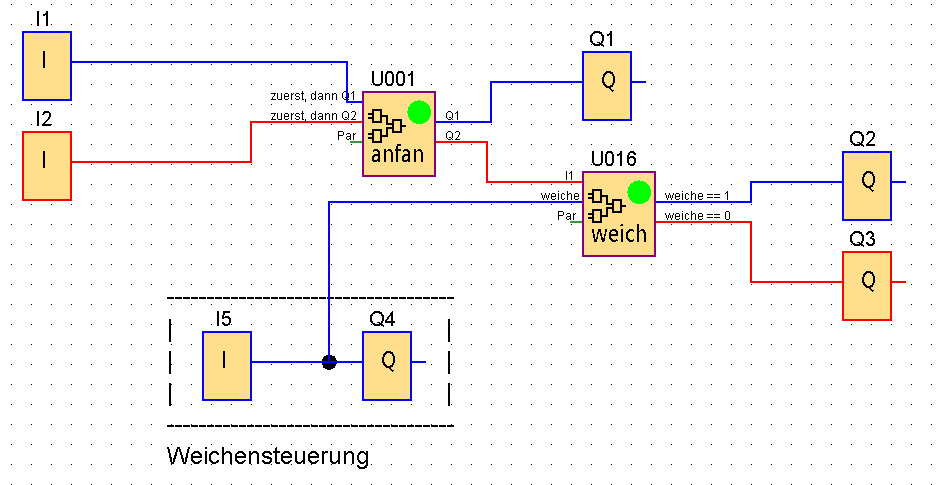 I1
I
I2
I
U001
zuerst, dann Q1
zuerst, dann Q2
Par
anfan
Q1
Q2
Q1
Q
U016
I1
weiche
Par
weich
weiche == 1
weiche == 0
Q2
Q
Q3
Q
I5
I
Q4
Q
Weichensteuerung